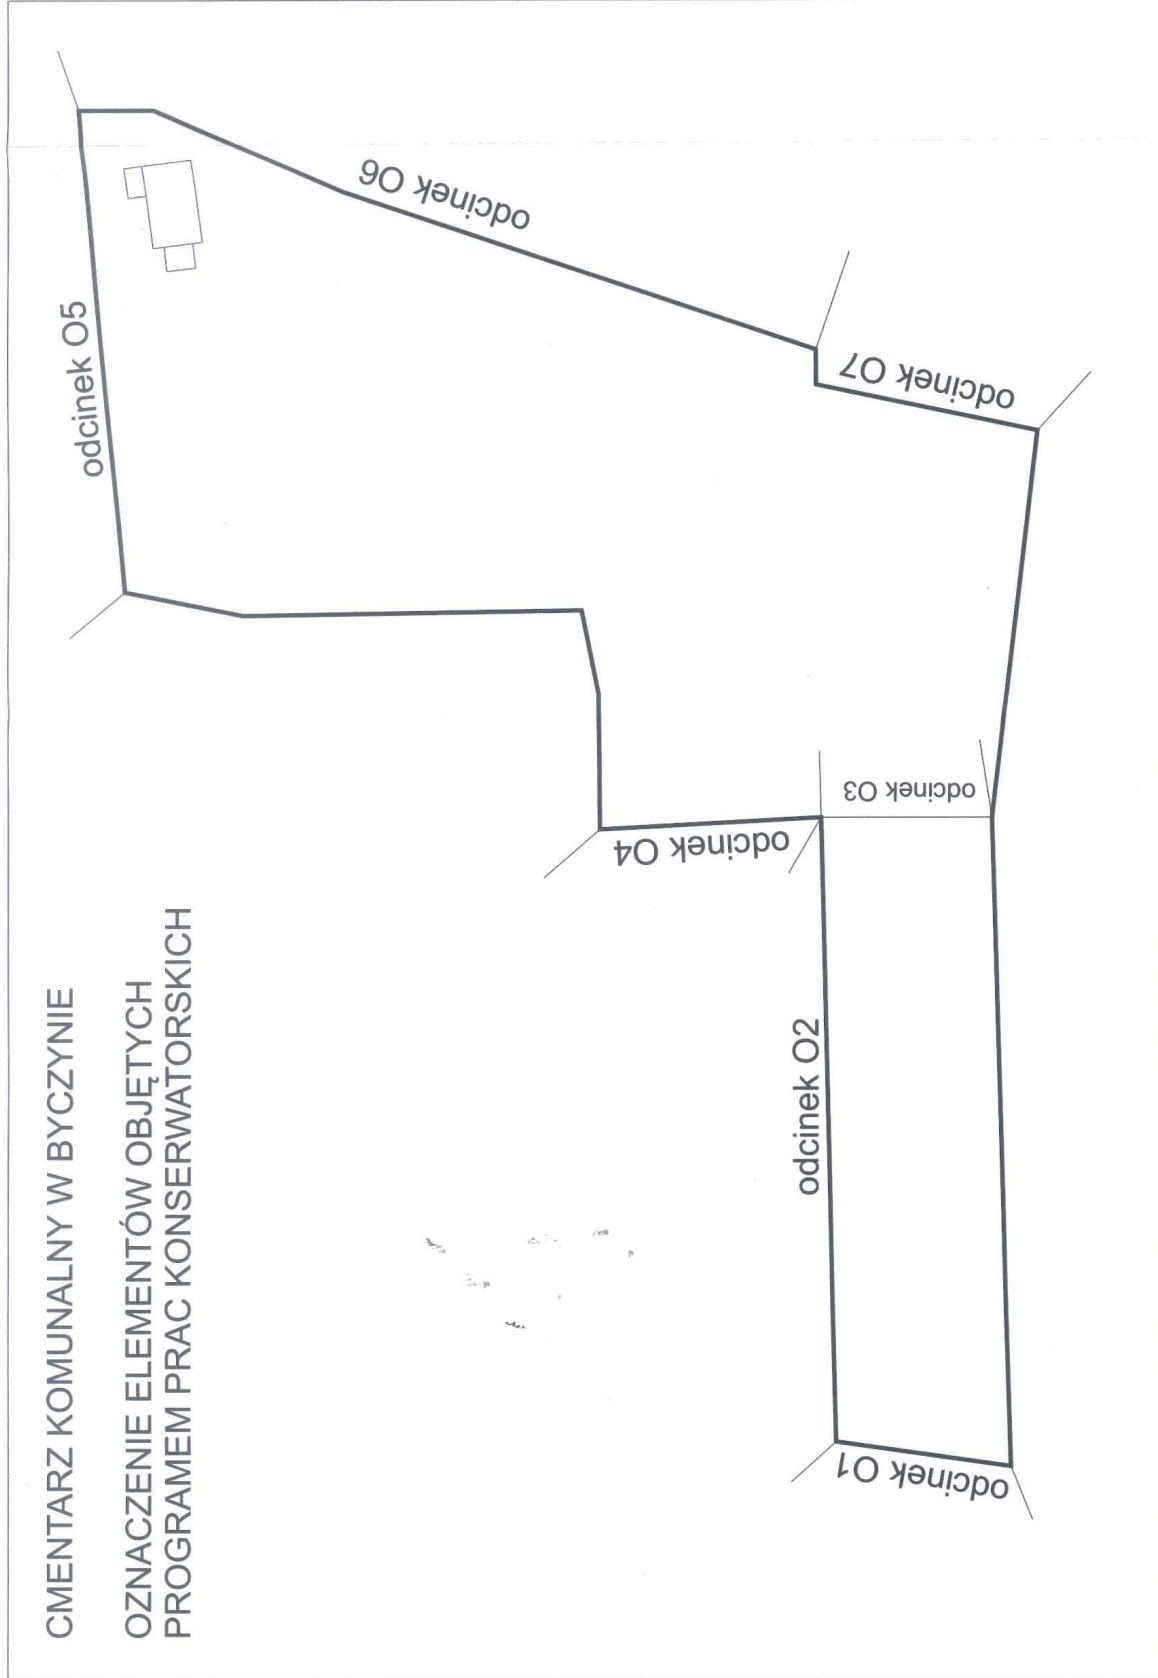 CMENTARZ KOMUNALNY W BYCZYNIE
OZNACZENIE ELEMENTÓW OBJĘTYCH
PROGRAMEM PRAC KONSERWATORSKICH
odcinek O1
odcinek O2
odcinek O3
odcinek O4
odcinek O5
odcinek O6
odcinek O7